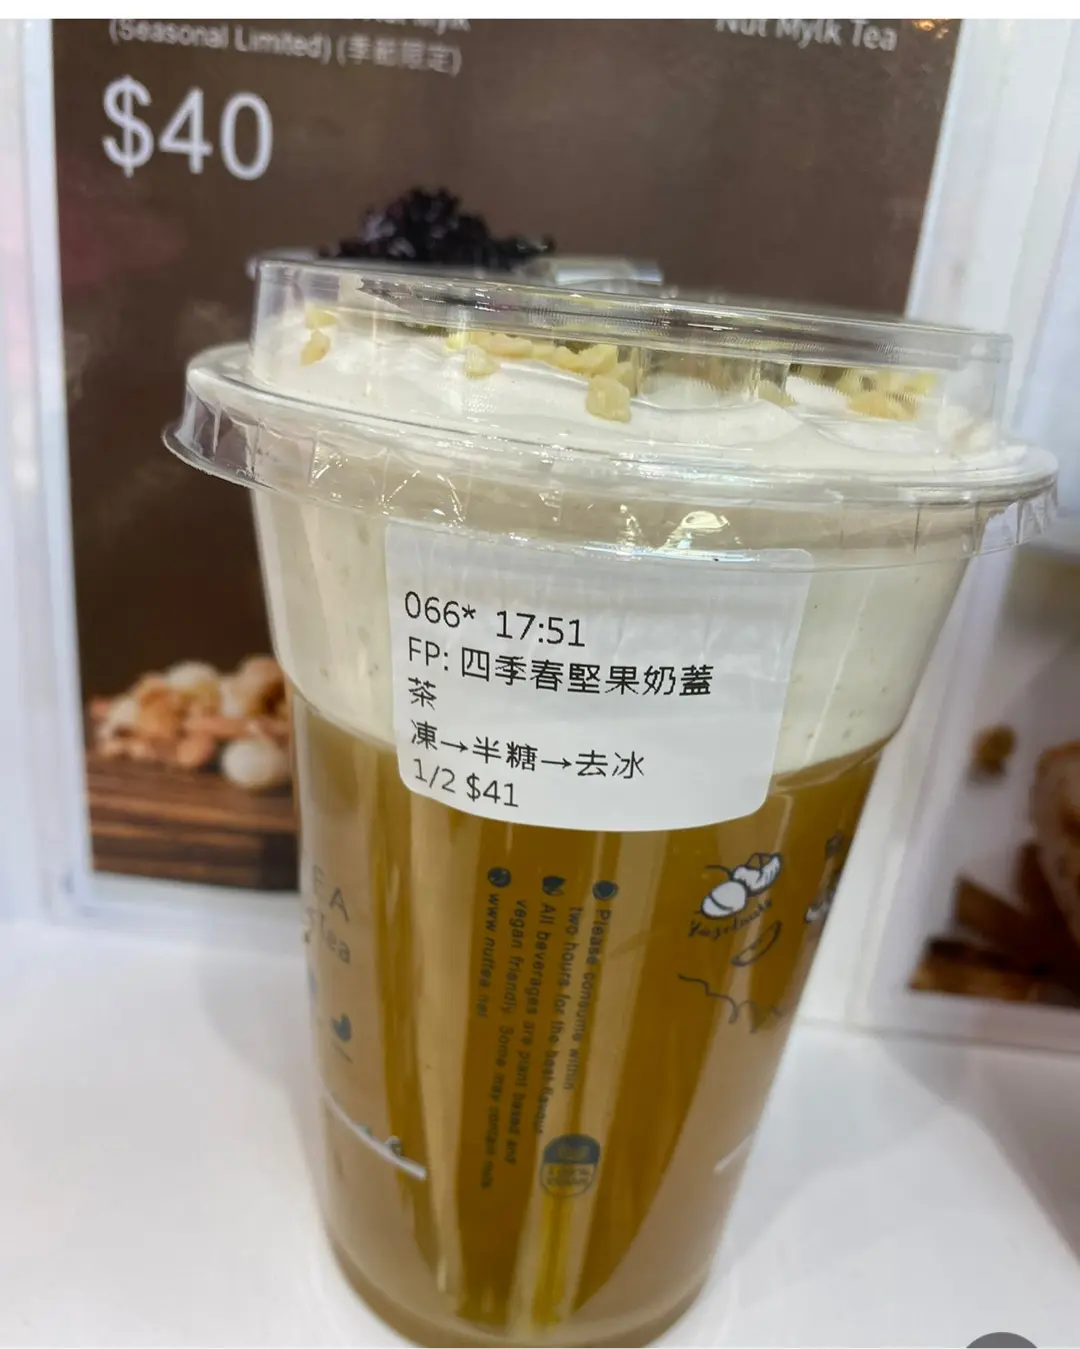 (Seasonal Limited) (季節限定)
$40
Nut Mylk Tea
066* 17:51
FP: 四季春堅果奶蓋
茶
凍→半糖→去冰
1/2 $41
Please consume within
two hours for the best flavour
All beverages are plant based and
vegan friendly. Some may contain nuts
www.nuttea.net
Tea